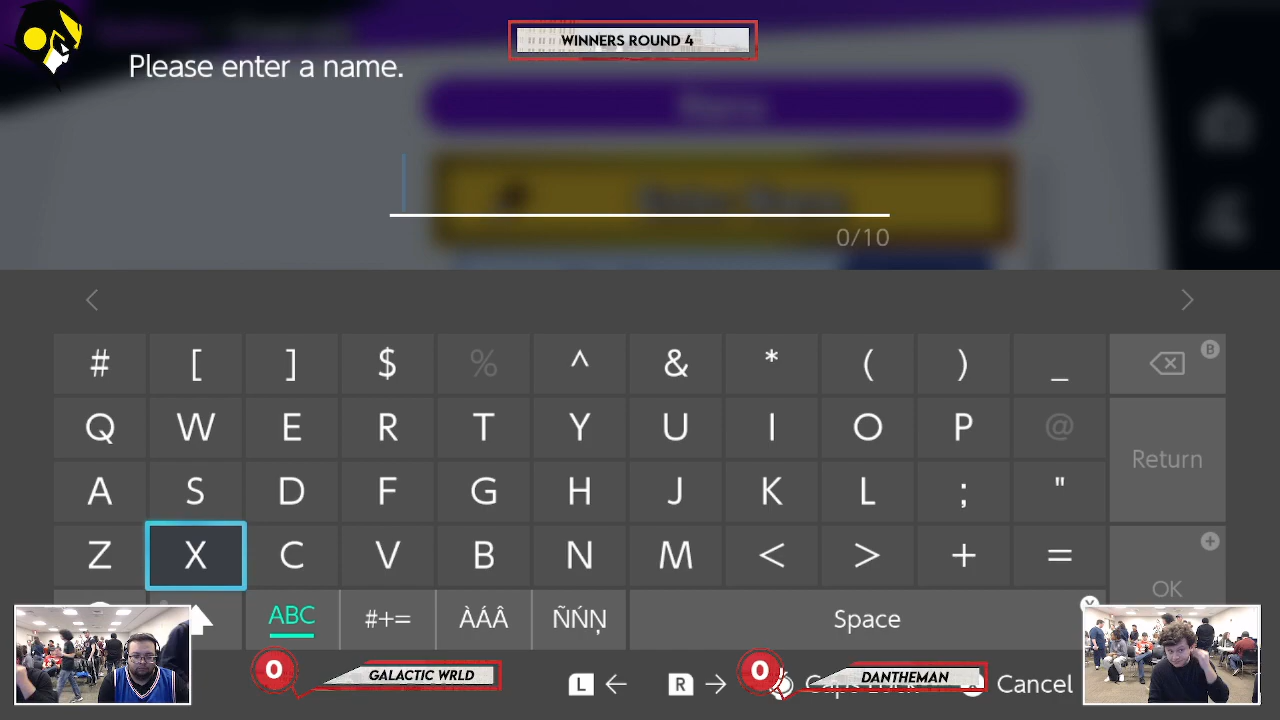 WINNERS ROUND 4
Please enter a name.
0/10
# [ ] $ % ^ & * ( ) _ B
Q W E R T Y U I O P @
Return
A S D F G H J K L ; "
Z X C V B N M < > + = +
OK
ABC #+= ÀÁÂ ÑŃŅ Space
0 GALACTIC WRLD L R 0 DANTHEMAN Cancel